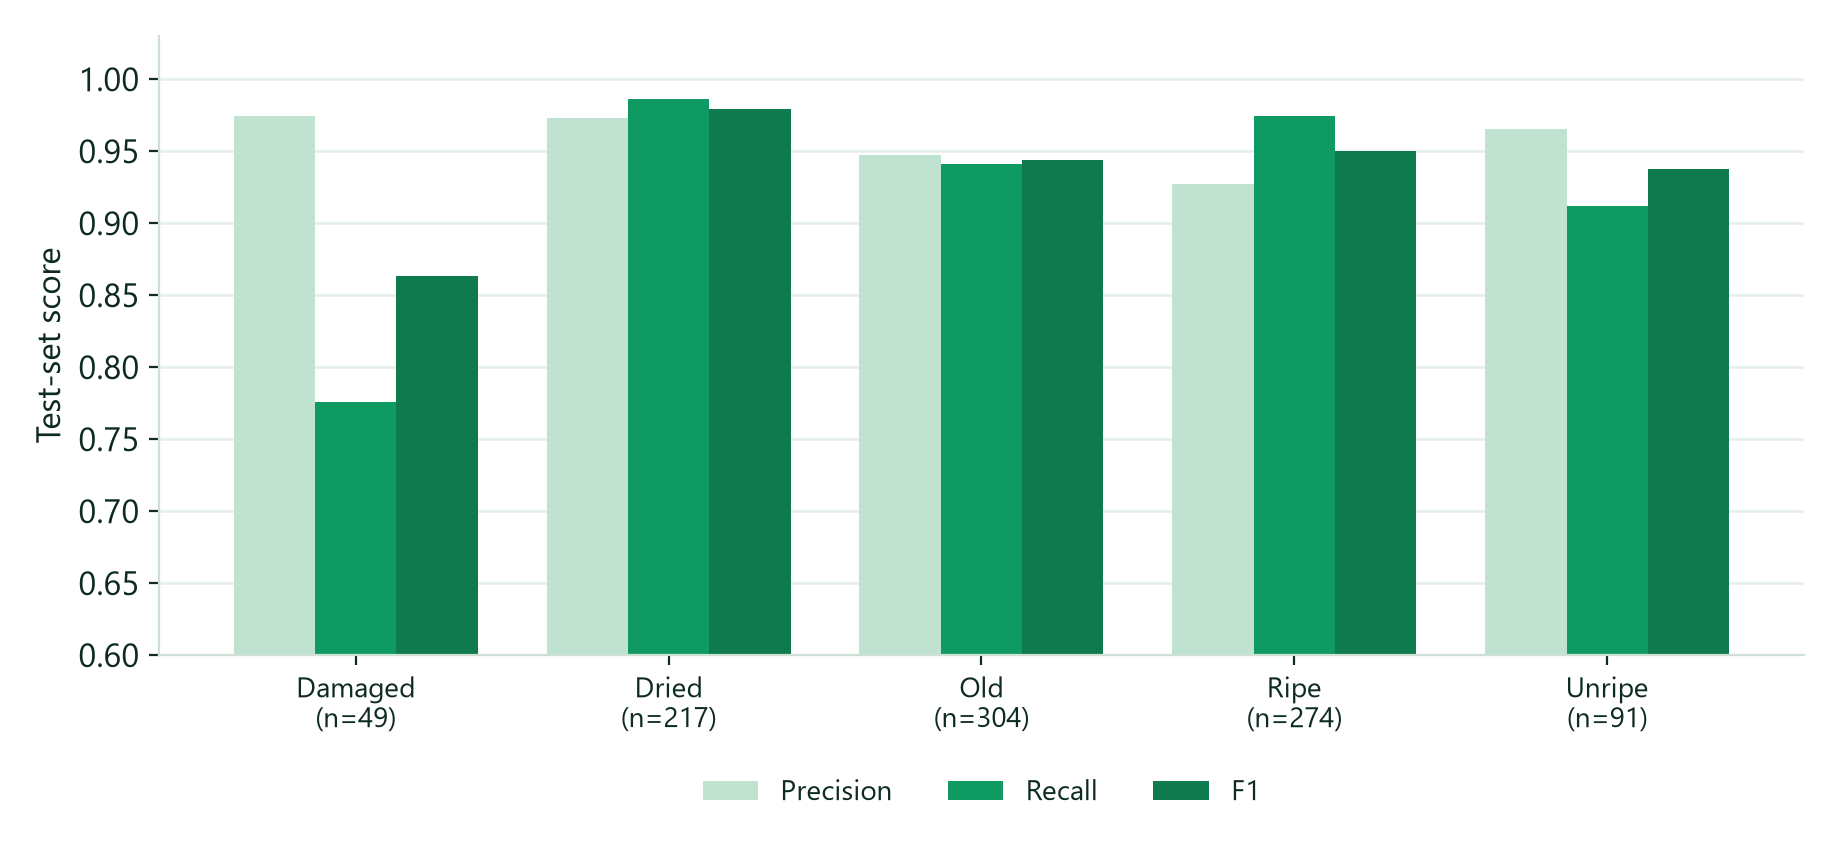 Test-set score
1.00
0.95
0.90
0.85
0.80
0.75
0.70
0.65
0.60
Damaged
(n=49)
Dried
(n=217)
Old
(n=304)
Ripe
(n=274)
Unripe
(n=91)
Precision
Recall
F1